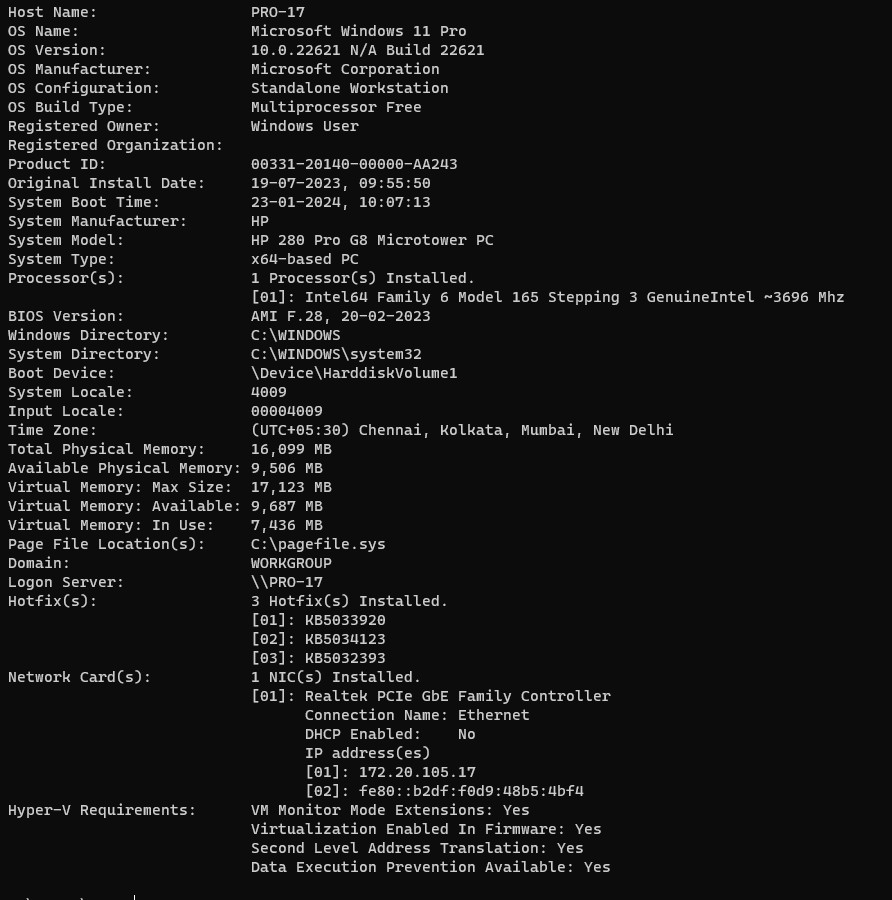 Host Name: PRO-17
OS Name: Microsoft Windows 11 Pro
OS Version: 10.0.22621 N/A Build 22621
OS Manufacturer: Microsoft Corporation
OS Configuration: Standalone Workstation
OS Build Type: Multiprocessor Free
Registered Owner: Windows User
Registered Organization:
Product ID: 00331-20140-00000-AA243
Original Install Date: 19-07-2023, 09:55:50
System Boot Time: 23-01-2024, 10:07:13
System Manufacturer: HP
System Model: HP 280 Pro G8 Microtower PC
System Type: x64-based PC
Processor(s): 1 Processor(s) Installed.
[01]: Intel64 Family 6 Model 165 Stepping 3 GenuineIntel ~3696 Mhz
BIOS Version: AMI F.28, 20-02-2023
Windows Directory: C:\WINDOWS
System Directory: C:\WINDOWS\system32
Boot Device: \Device\HarddiskVolume1
System Locale: 4009
Input Locale: 00004009
Time Zone: (UTC+05:30) Chennai, Kolkata, Mumbai, New Delhi
Total Physical Memory: 16,099 MB
Available Physical Memory: 9,506 MB
Virtual Memory: Max Size: 17,123 MB
Virtual Memory: Available: 9,687 MB
Virtual Memory: In Use: 7,436 MB
Page File Location(s): C:\pagefile.sys
Domain: WORKGROUP
Logon Server: \\PRO-17
Hotfix(s): 3 Hotfix(s) Installed.
[01]: KB5033920
[02]: KB5034123
[03]: KB5032393
Network Card(s): 1 NIC(s) Installed.
[01]: Realtek PCIe GbE Family Controller
Connection Name: Ethernet
DHCP Enabled: No
IP address(es)
[01]: 172.20.105.17
[02]: fe80::b2df:f0d9:48b5:4bf4
Hyper-V Requirements: VM Monitor Mode Extensions: Yes
Virtualization Enabled In Firmware: Yes
Second Level Address Translation: Yes
Data Execution Prevention Available: Yes